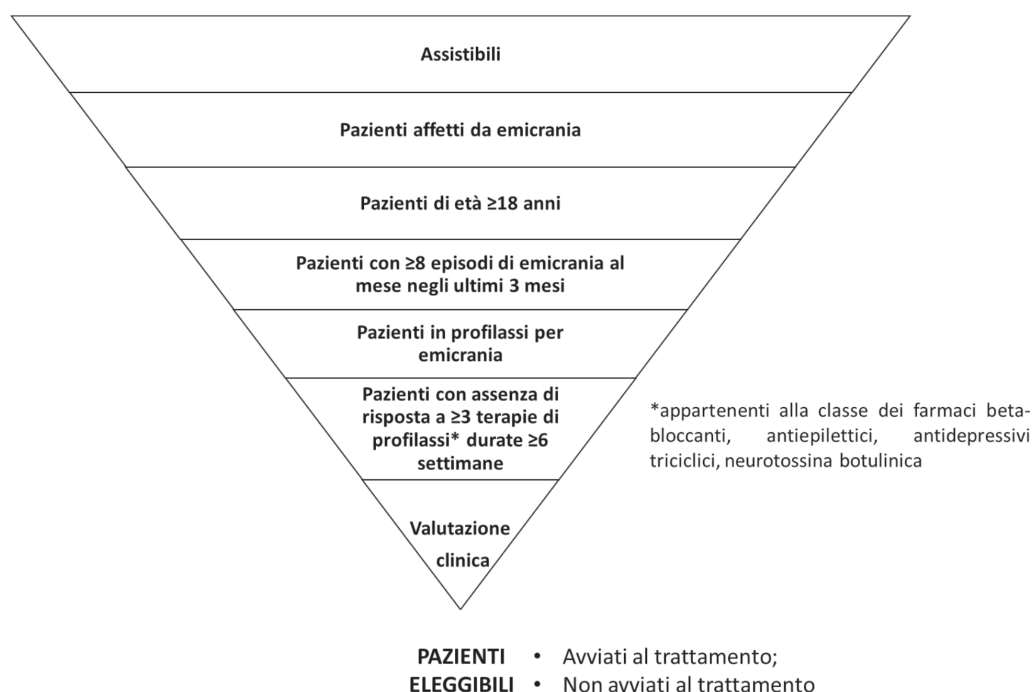 Assistibili
Pazienti affetti da emicrania
Pazienti di età ≥18 anni
Pazienti con ≥8 episodi di emicrania al
mese negli ultimi 3 mesi
Pazienti in profilassi per
emicrania
Pazienti con assenza di
risposta a ≥3 terapie di
profilassi* durate ≥6
settimane
*appartenenti alla classe dei farmaci beta-
bloccanti, antiepilettici, antidepressivi
triciclici, neurotossina botulinica
Valutazione
clinica
PAZIENTI • Avviati al trattamento;
ELEGGIBILI • Non avviati al trattamento